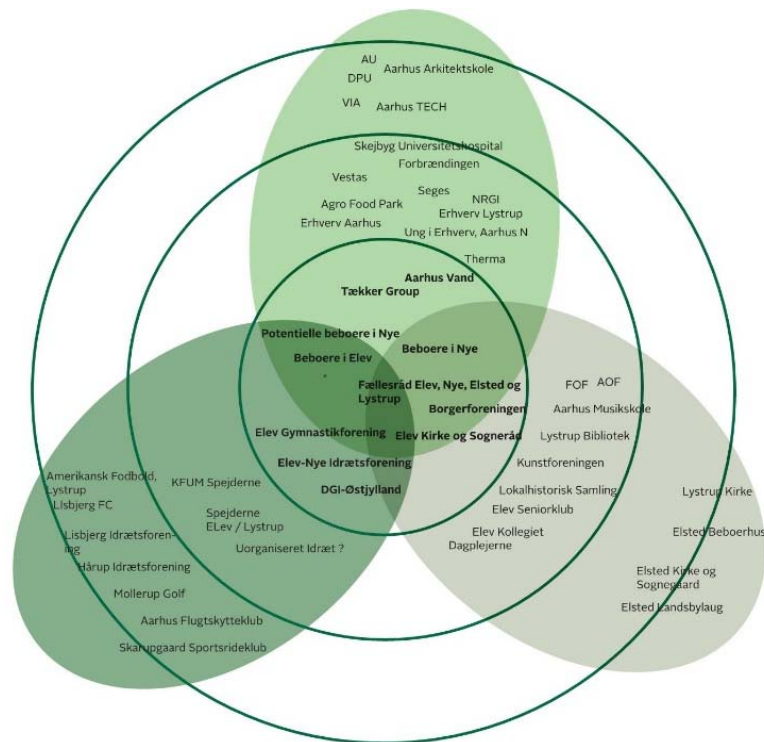 AU
Aarhus Arkitektskole
DPU
VIA
Aarhus TECH
Skejbyg Universitetshospital
Forbrændingen
Vestas
Seges
Agro Food Park
NRGI
Erhverv Lystrup
Erhverv Aarhus
Ung i Erhverv, Aarhus N
Therma
Aarhus Vand
Tækker Group
Potentielle beboere i Nye
Beboere i Nye
Beboere i Elev
Fællesråd Elev, Nye, Elsted og
Lystrup
Borgerforeningen
Elev Gymnastikforening
Elev Kirke og Sogneråd
Elev-Nye Idrætsforening
DGI-Østjylland
FOF
AOF
Aarhus Musikskole
Lystrup Bibliotek
Kunstforeningen
Lokalhistorisk Samling
Elev Seniorklub
Elev Kollegiet
Dagplejerne
Lystrup Kirke
Elsted Beboerhus
Elsted Kirke og
Sognegaard
Elsted Landsbylaug
Amerikansk Fodbold,
Lystrup
LIsbjerg FC
KFUM Spejderne
Spejderne
ELev / Lystrup
Lisbjerg Idrætsforen-
ing
Uorganiseret Idræt ?
Hårup Idrætsforening
Mollerup Golf
Aarhus Flugtskytteklub
Skarupgaard Sportsrideklub